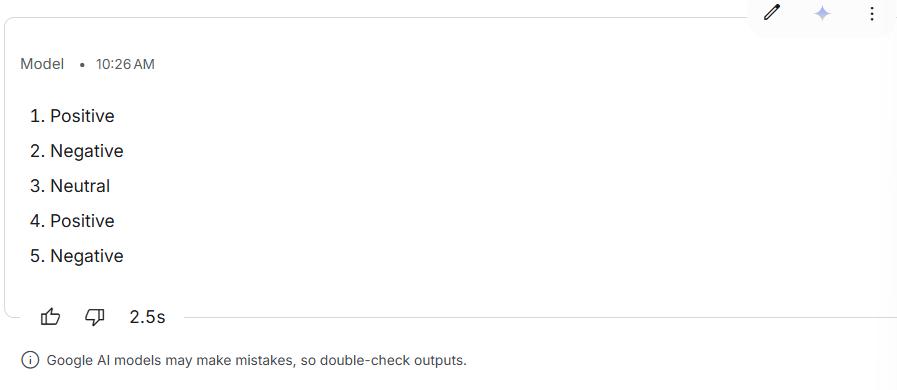 Model • 10:26 AM
1. Positive
2. Negative
3. Neutral
4. Positive
5. Negative
2.5s
Google AI models may make mistakes, so double-check outputs.